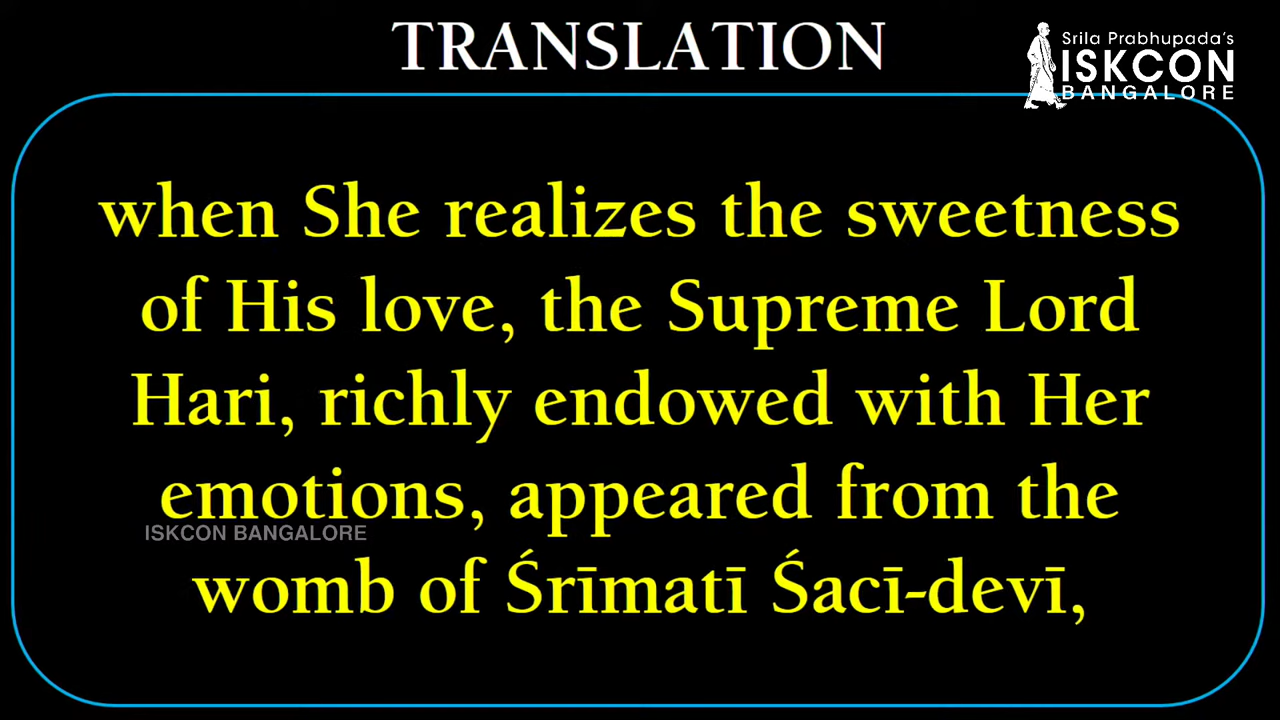 TRANSLATION
Srila Prabhupada's
ISKCON
BANGALORE
when She realizes the sweetness
of His love, the Supreme Lord
Hari, richly endowed with Her
emotions, appeared from the
ISKCON BANGALORE
womb of Śrīmatī Śacī-devī,